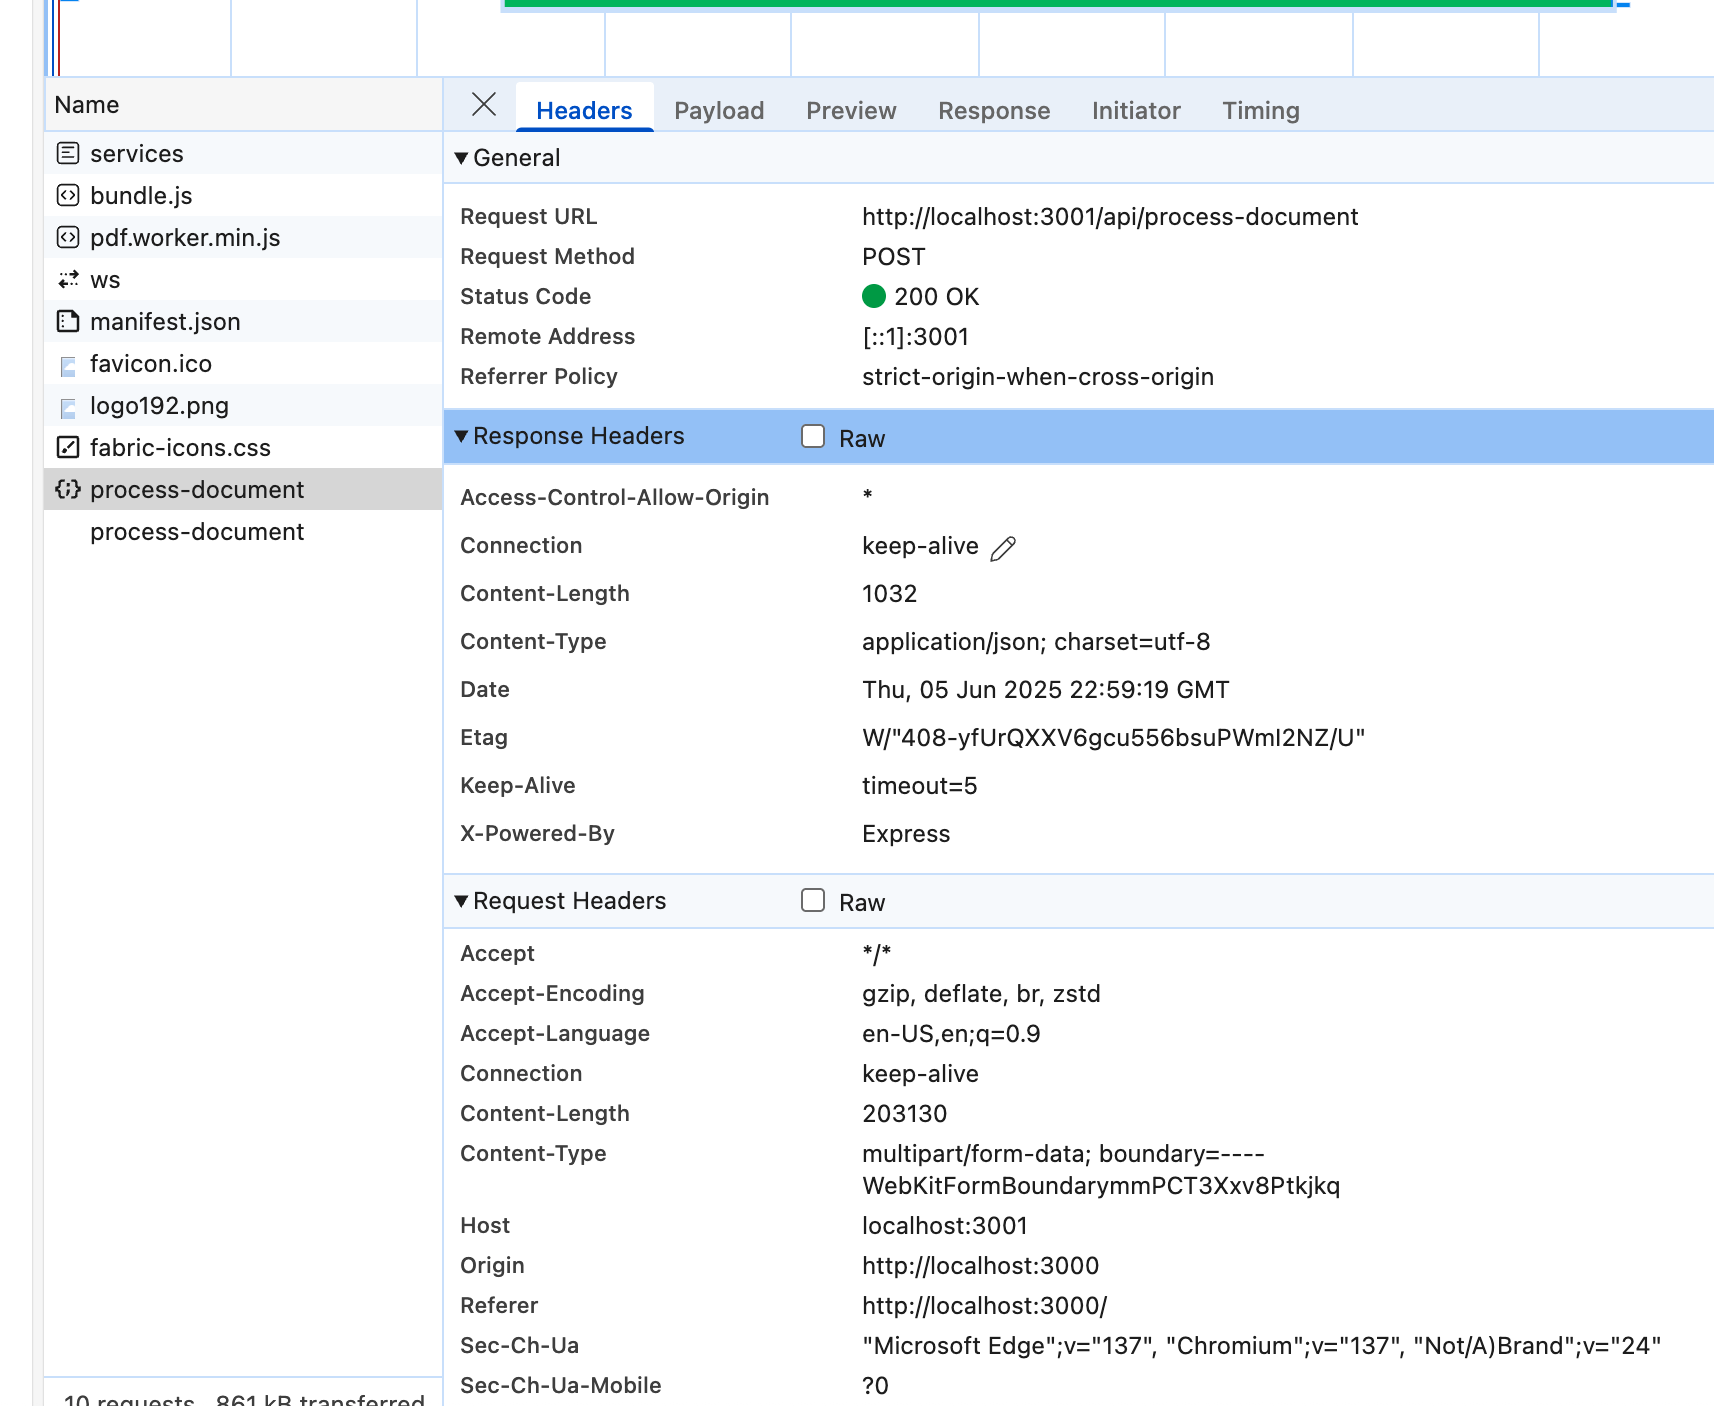 Name
services
bundle.js
pdf.worker.min.js
ws
manifest.json
favicon.ico
logo192.png
fabric-icons.css
process-document
process-document
10 requests 861 kB transferred
Headers Payload Preview Response Initiator Timing
General
Request URL http://localhost:3001/api/process-document
Request Method POST
Status Code 200 OK
Remote Address [::1]:3001
Referrer Policy strict-origin-when-cross-origin
Response Headers Raw
Access-Control-Allow-Origin *
Connection keep-alive
Content-Length 1032
Content-Type application/json; charset=utf-8
Date Thu, 05 Jun 2025 22:59:19 GMT
Etag W/"408-yfUrQXXV6gcu556bsuPWmI2NZ/U"
Keep-Alive timeout=5
X-Powered-By Express
Request Headers Raw
Accept */*
Accept-Encoding gzip, deflate, br, zstd
Accept-Language en-US,en;q=0.9
Connection keep-alive
Content-Length 203130
Content-Type multipart/form-data; boundary=----
WebKitFormBoundarymmPCT3Xxv8Ptkjkq
Host localhost:3001
Origin http://localhost:3000
Referer http://localhost:3000/
Sec-Ch-Ua "Microsoft Edge";v="137", "Chromium";v="137", "Not/A)Brand";v="24"
Sec-Ch-Ua-Mobile ?0